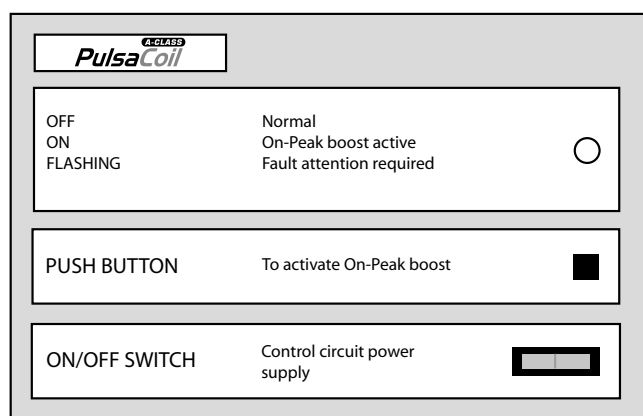 A-CLASS
PulsaCoil
OFF Normal
ON On-Peak boost active
FLASHING Fault attention required
PUSH BUTTON To activate On-Peak boost
ON/OFF SWITCH Control circuit power
supply